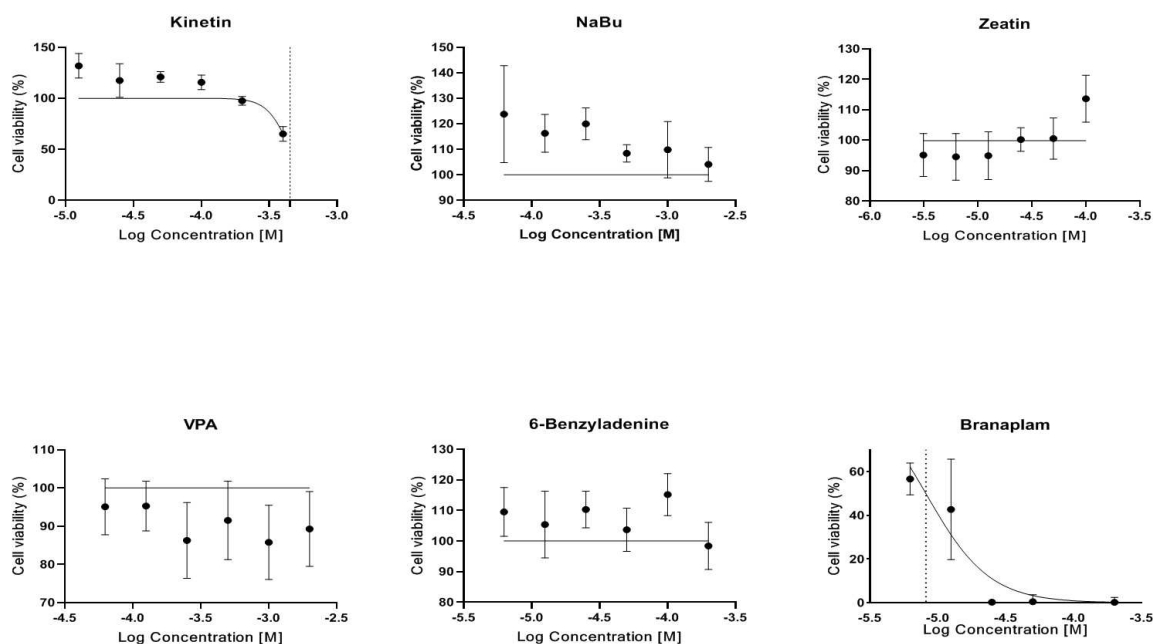 Kinetin
Cell viability (%)
150
100
50
0
-5.0 -4.5 -4.0 -3.5 -3.0
Log Concentration [M]
NaBu
Cell viability (%)
150
140
130
120
110
100
90
-4.5 -4.0 -3.5 -3.0 -2.5
Log Concentration [M]
Zeatin
Cell viability (%)
130
120
110
100
90
80
-6.0 -5.5 -5.0 -4.5 -4.0 -3.5
Log Concentration [M]
VPA
Cell viability (%)
110
100
90
80
70
-4.5 -4.0 -3.5 -3.0 -2.5
Log Concentration [M]
6-Benzyladenine
Cell viability (%)
130
120
110
100
90
80
-5.5 -5.0 -4.5 -4.0 -3.5
Log Concentration [M]
Branaplam
Cell viability (%)
60
40
20
0
-5.5 -5.0 -4.5 -4.0 -3.5
Log Concentration [M]